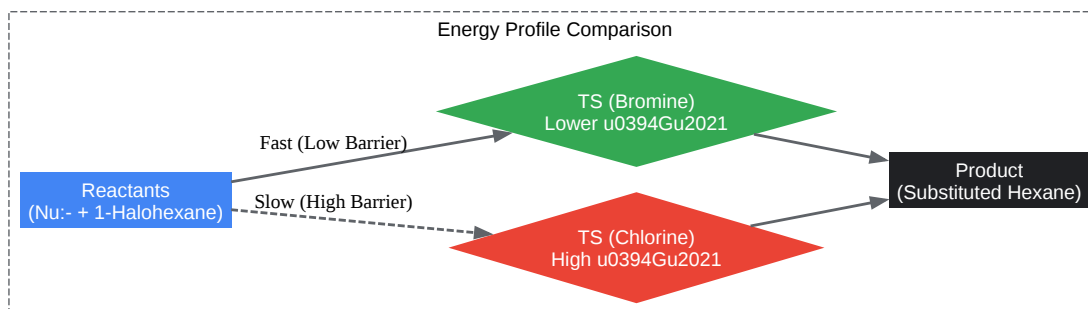 Energy Profile Comparison
TS (Bromine)
Lower u0394Gu2021
Fast (Low Barrier)
Reactants
(Nu:- + 1-Halohexane)
Product
(Substituted Hexane)
Slow (High Barrier)
TS (Chlorine)
High u0394Gu2021